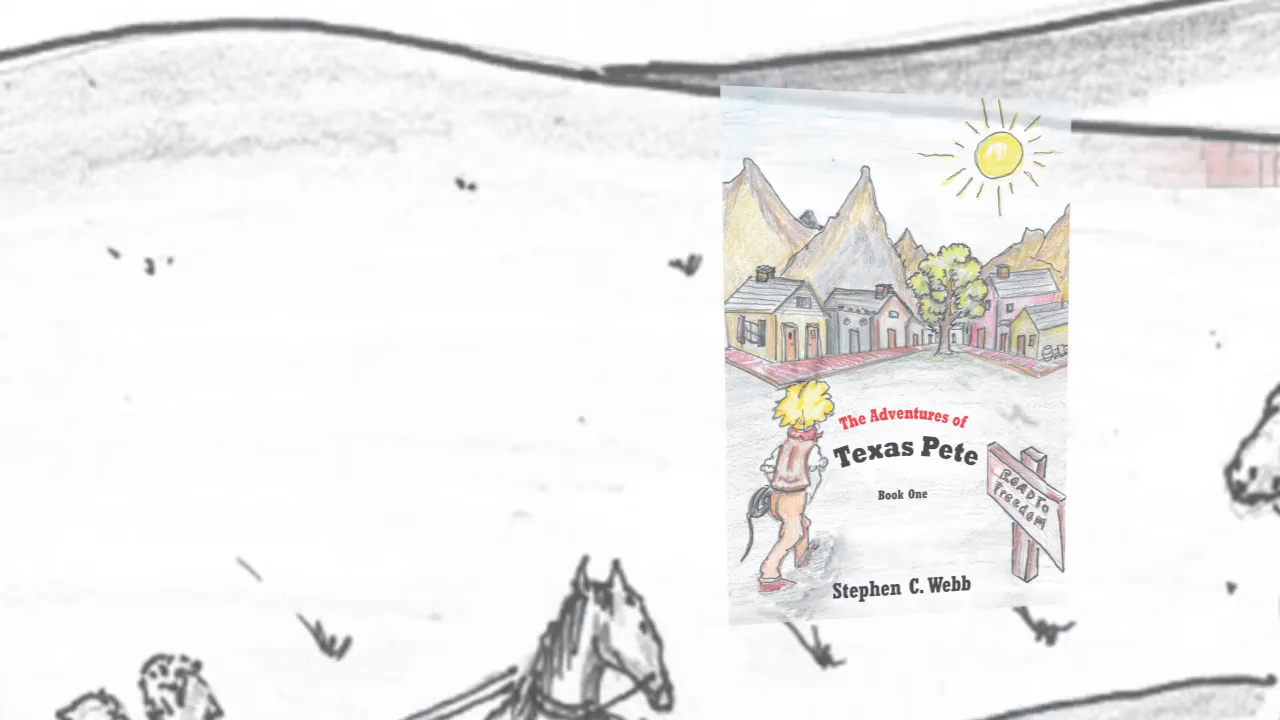 The Adventures of
Texas Pete
Book One
ROAD To
FreedoM
Stephen C. Webb